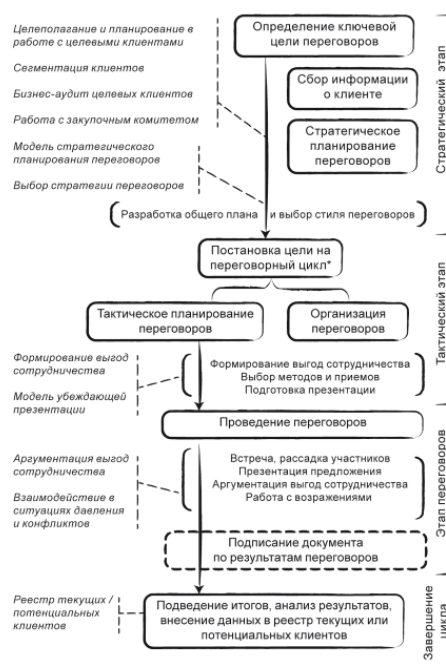 Целеполагание и планирование в
работе с целевыми клиентами
Сегментация клиентов
Бизнес-аудит целевых клиентов
Работа с закупочным комитетом
Модель стратегического
планирования переговоров
Выбор стратегии переговоров
Определение ключевой
цели переговоров
Сбор информации
о клиенте
Стратегическое
планирование
переговоров
Разработка общего плана и выбор стиля переговоров
Стратегический этап
Постановка цели на
переговорный цикл*
Тактическое планирование
переговоров
Организация
переговоров
Тактический этап
Формирование выгод
сотрудничества
Модель убеждающей
презентации
Формирование выгод сотрудничества
Выбор методов и приемов
Подготовка презентации
Проведение переговоров
Аргументация выгод
сотрудничества
Взаимодействие в
ситуациях давления
и конфликтов
Встреча, рассадка участников
Презентация предложения
Аргументация выгод сотрудничества
Работа с возражениями
Этап переговоров
Подписание документа
по результатам переговоров
Реестр текущих /
потенциальных
клиентов
Подведение итогов, анализ результатов,
внесение данных в реестр текущих или
потенциальных клиентов
Завершение
цикла